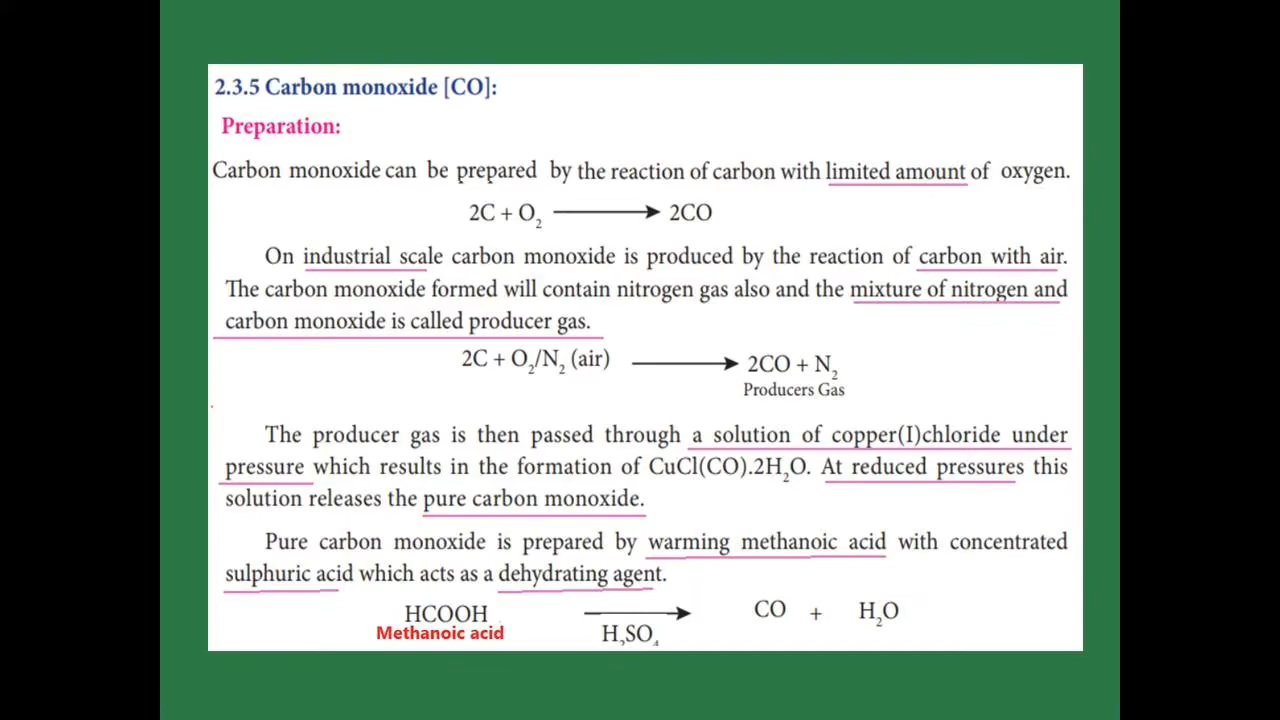 2.3.5 Carbon monoxide [CO]:
Preparation:
Carbon monoxide can be prepared by the reaction of carbon with limited amount of oxygen.
2C + O₂ ⟶ 2CO
On industrial scale carbon monoxide is produced by the reaction of carbon with air.
The carbon monoxide formed will contain nitrogen gas also and the mixture of nitrogen and
carbon monoxide is called producer gas.
2C + O₂/N₂ (air) ⟶ 2CO + N₂
Producers Gas
The producer gas is then passed through a solution of copper(I)chloride under
pressure which results in the formation of CuCl(CO).2H₂O. At reduced pressures this
solution releases the pure carbon monoxide.
Pure carbon monoxide is prepared by warming methanoic acid with concentrated
sulphuric acid which acts as a dehydrating agent.
HCOOH ⟶ CO + H₂O
Methanoic acid
H₂SO₄